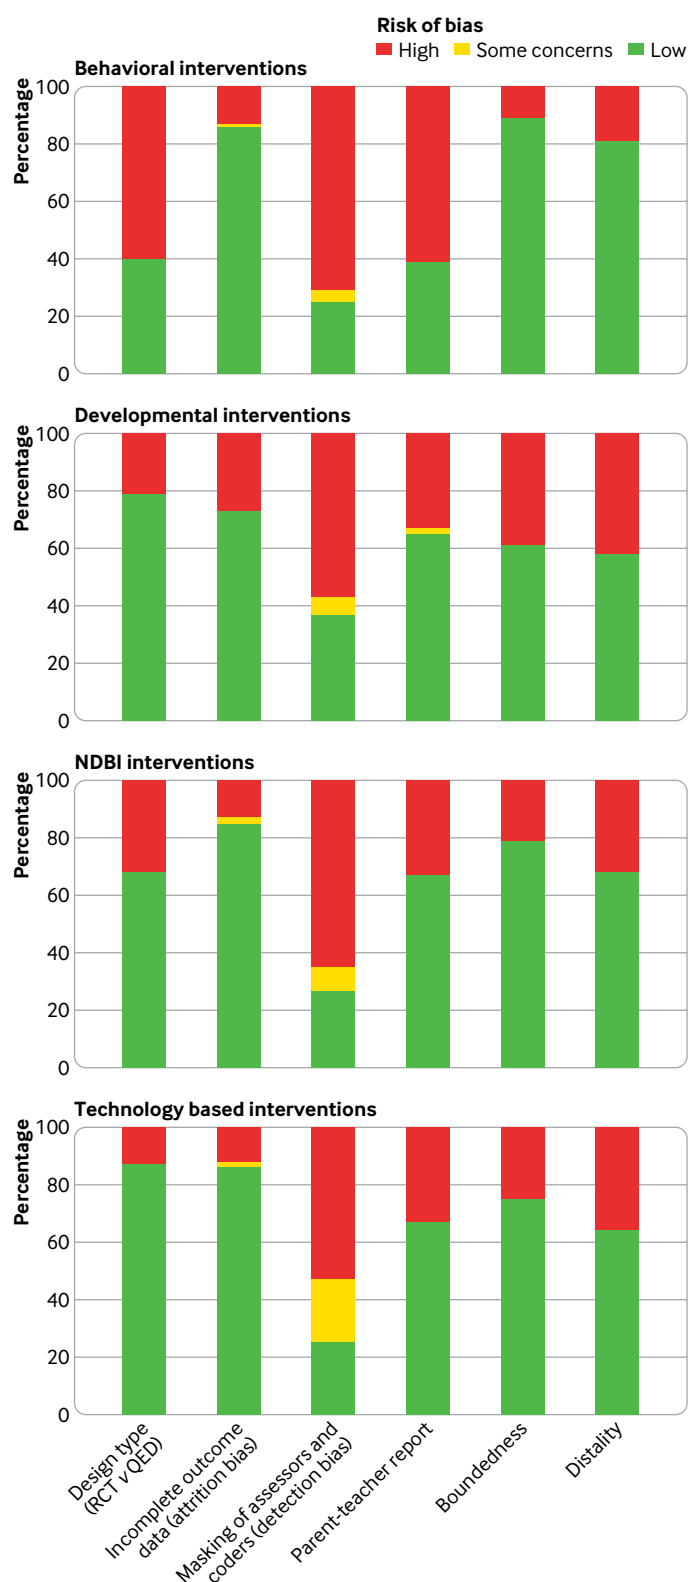 Risk of bias
High Some concerns Low
Behavioral interventions
Percentage
100
80
60
40
20
0
Developmental interventions
Percentage
100
80
60
40
20
0
NDBI interventions
Percentage
100
80
60
40
20
0
Technology based interventions
Percentage
100
80
60
40
20
0
Design type
(RCT v QED)
Incomplete outcome
data (attrition bias)
Masking of assessors and
coders (detection bias)
Parent-teacher report
Boundedness
Distality